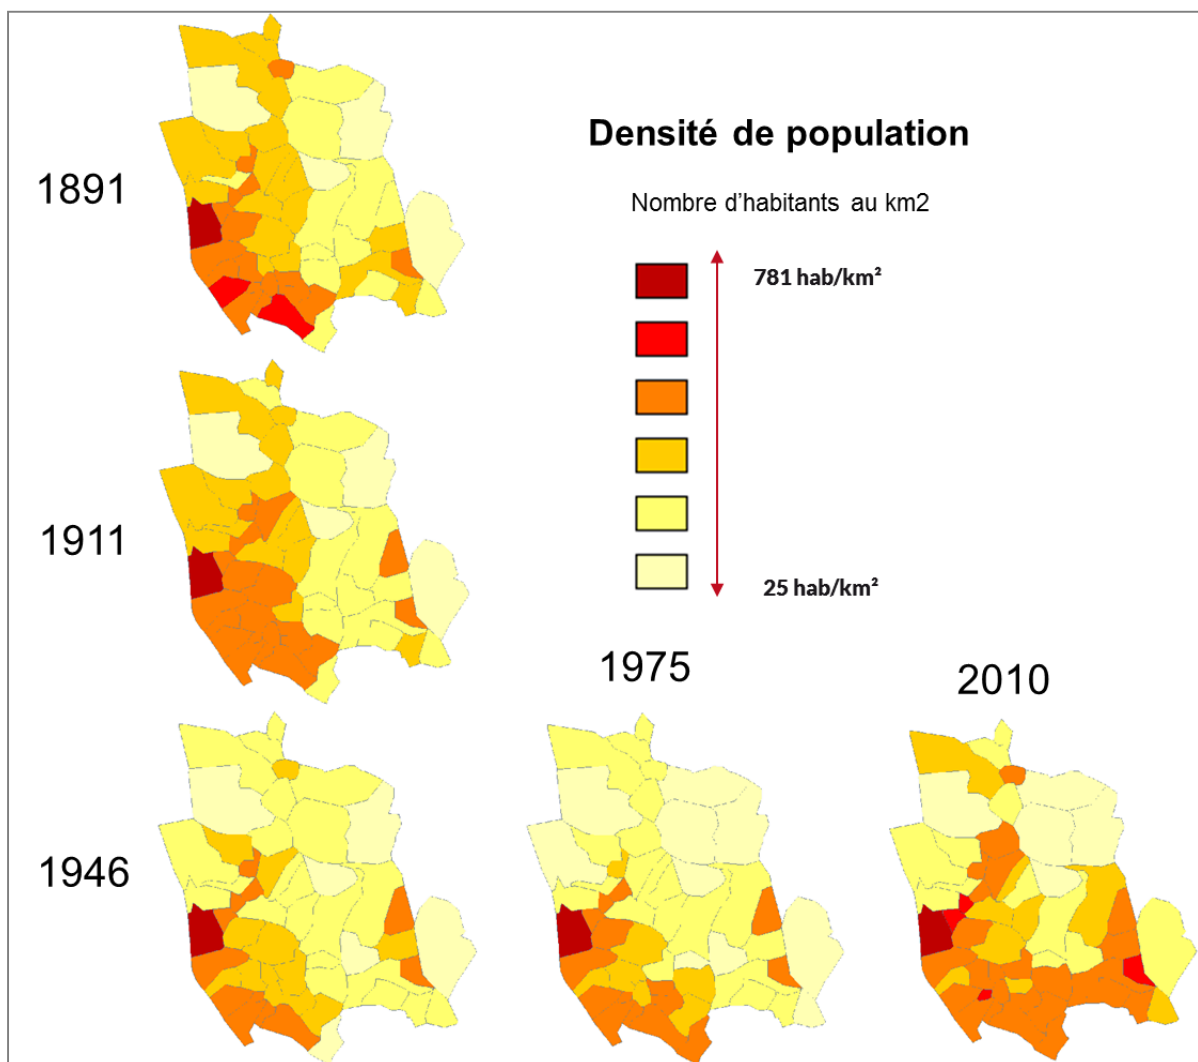 Densité de population
Nombre d'habitants au km2
781 hab/km²
25 hab/km²
1891
1911
1946
1975
2010